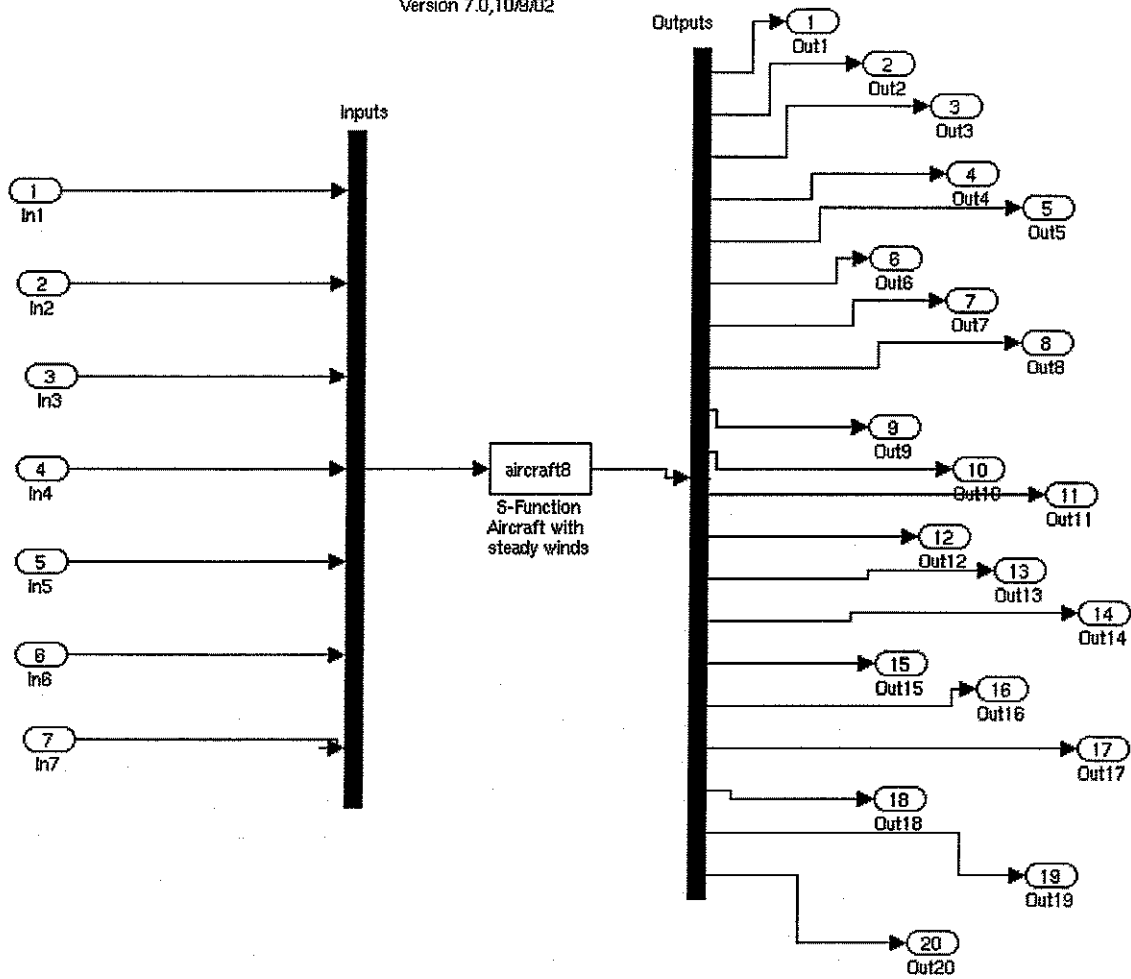 Version 7.0,10/9/02
Outputs
Inputs
1
Out1
2
Out2
3
Out3
4
Out4
5
Out5
6
Out6
7
Out7
8
Out8
9
Out9
10
Out10
11
Out11
12
Out12
13
Out13
14
Out14
15
Out15
16
Out16
17
Out17
18
Out18
19
Out19
20
Out20
1
In1
2
In2
3
In3
4
In4
5
In5
6
In6
7
In7
aircraft8
S-Function
Aircraft with
steady winds